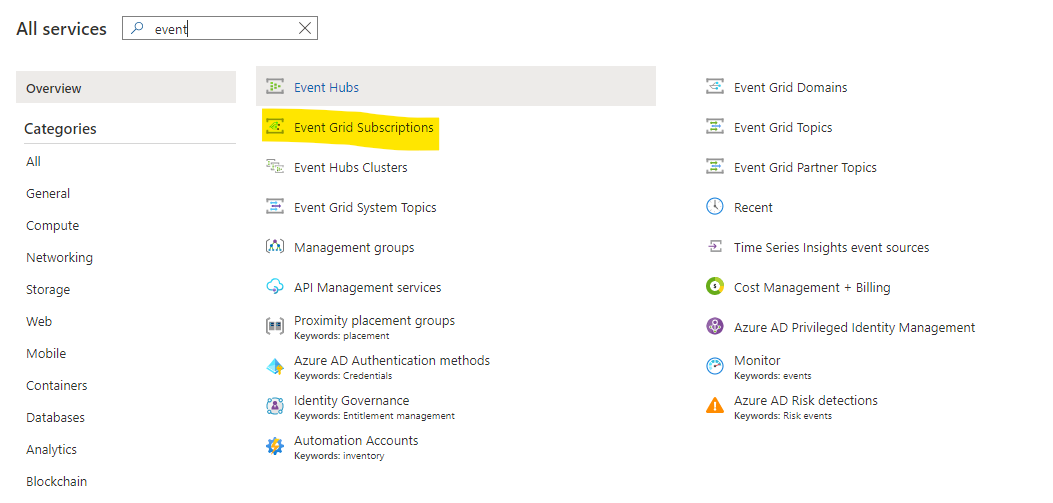 All services
event
Overview
Categories
All
General
Compute
Networking
Storage
Web
Mobile
Containers
Databases
Analytics
Blockchain
Event Hubs
Event Grid Subscriptions
Event Hubs Clusters
Event Grid System Topics
Management groups
API Management services
Proximity placement groups
Keywords: placement
Azure AD Authentication methods
Keywords: Credentials
Identity Governance
Keywords: Entitlement management
Automation Accounts
Keywords: inventory
Event Grid Domains
Event Grid Topics
Event Grid Partner Topics
Recent
Time Series Insights event sources
Cost Management + Billing
Azure AD Privileged Identity Management
Monitor
Keywords: events
Azure AD Risk detections
Keywords: Risk events